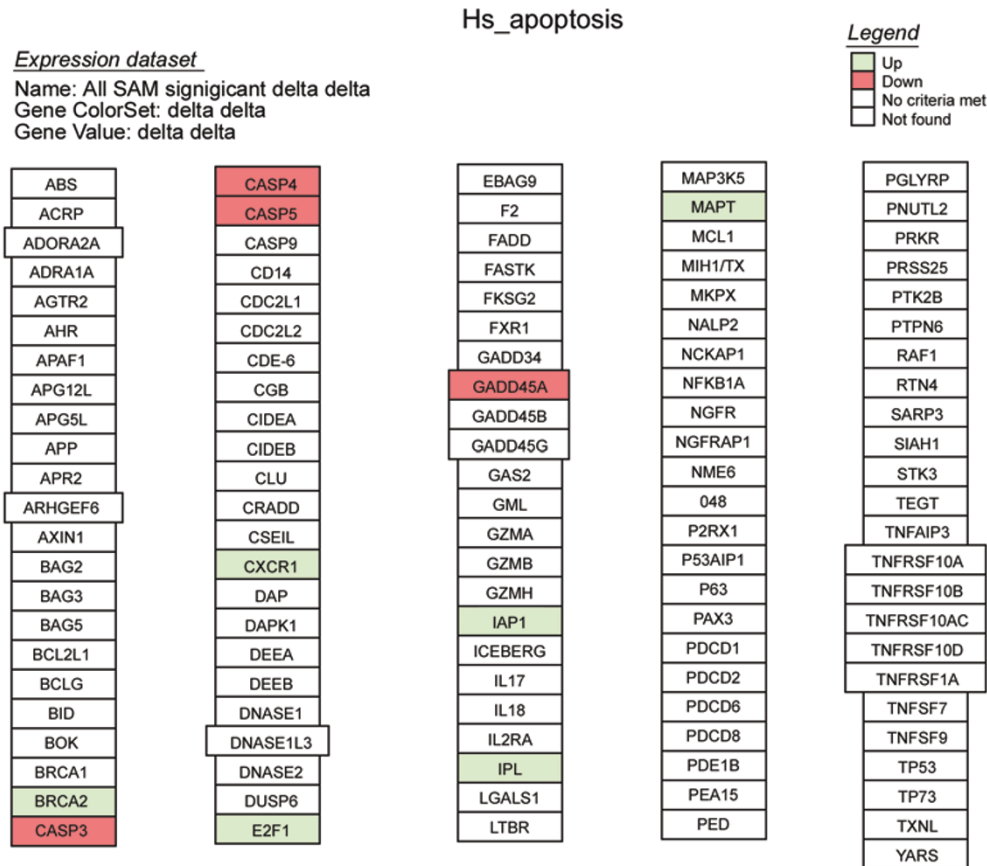 Hs_apoptosis
Expression dataset
Name: All SAM signigicant delta delta
Gene ColorSet: delta delta
Gene Value: delta delta
Legend
Up
Down
No criteria met
Not found
ABS
ACRP
ADORA2A
ADRA1A
AGTR2
AHR
APAF1
APG12L
APG5L
APP
APR2
ARHGEF6
AXIN1
BAG2
BAG3
BAG5
BCL2L1
BCLG
BID
BOK
BRCA1
BRCA2
CASP3
CASP4
CASP5
CASP9
CD14
CDC2L1
CDC2L2
CDE-6
CGB
CIDEA
CIDEB
CLU
CRADD
CSEIL
CXCR1
DAP
DAPK1
DEEA
DEEB
DNASE1
DNASE1L3
DNASE2
DUSP6
E2F1
EBAG9
F2
FADD
FASTK
FKSG2
FXR1
GADD34
GADD45A
GADD45B
GADD45G
GAS2
GML
GZMA
GZMB
GZMH
IAP1
ICEBERG
IL17
IL18
IL2RA
IPL
LGALS1
LTBR
MAP3K5
MAPT
MCL1
MIH1/TX
MKPX
NALP2
NCKAP1
NFKB1A
NGFR
NGFRAP1
NME6
048
P2RX1
P53AIP1
P63
PAX3
PDCD1
PDCD2
PDCD6
PDCD8
PDE1B
PEA15
PED
PGLYRP
PNUTL2
PRKR
PRSS25
PTK2B
PTPN6
RAF1
RTN4
SARP3
SIAH1
STK3
TEGT
TNFAIP3
TNFRSF10A
TNFRSF10B
TNFRSF10AC
TNFRSF10D
TNFRSF1A
TNFSF7
TNFSF9
TP53
TP73
TXNL
YARS